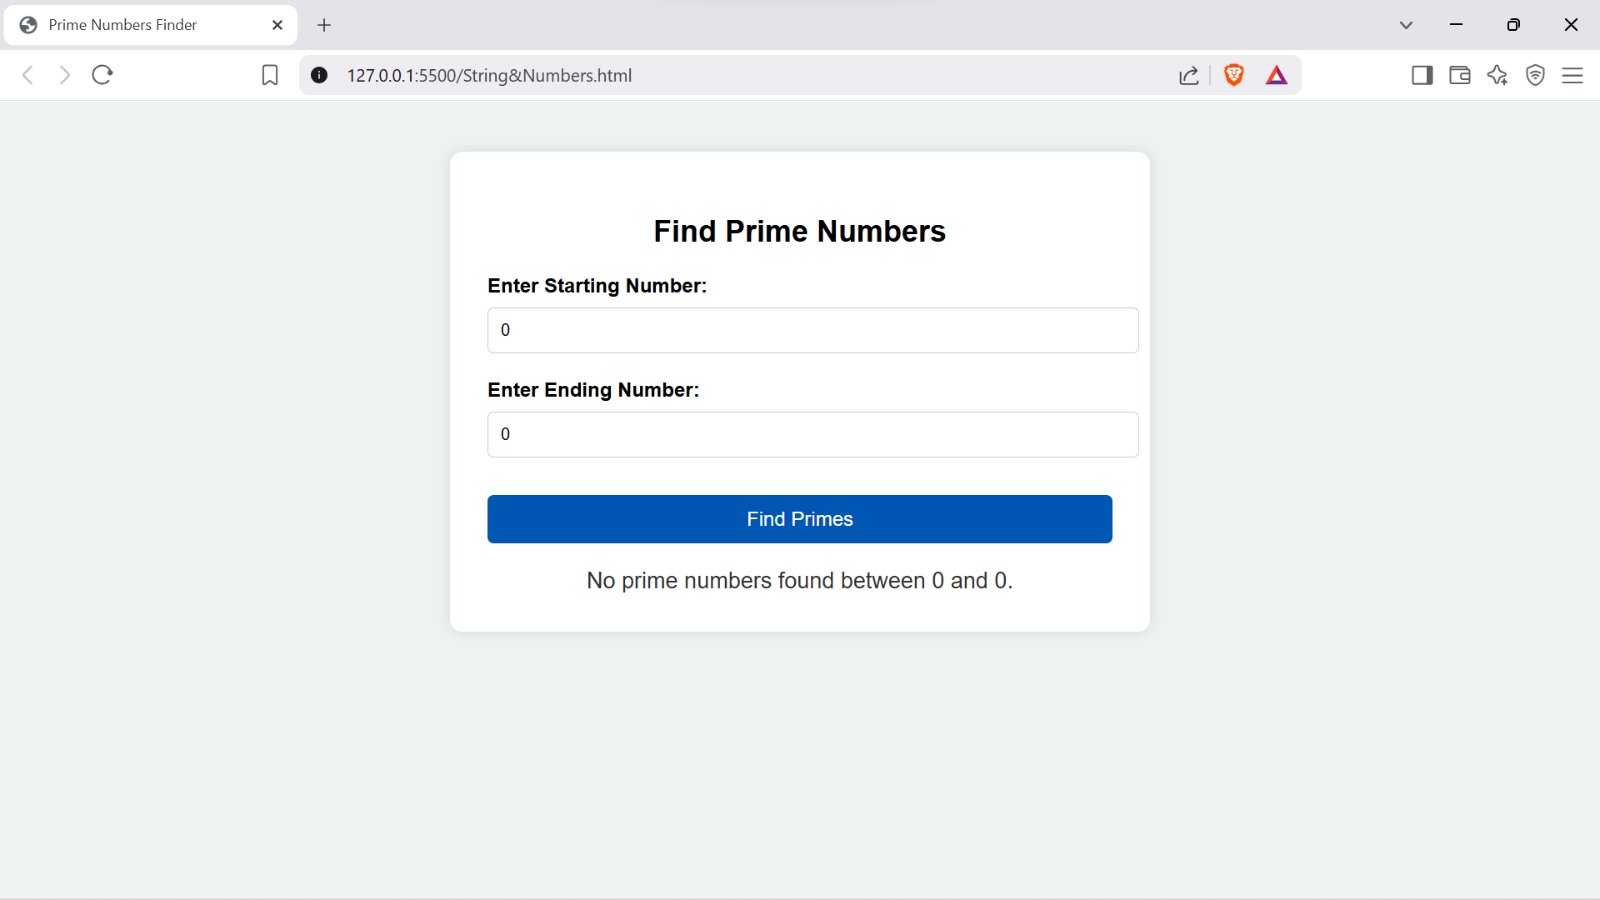 Prime Numbers Finder
127.0.0.1:5500/String&Numbers.html
Find Prime Numbers
Enter Starting Number:
0
Enter Ending Number:
0
Find Primes
No prime numbers found between 0 and 0.